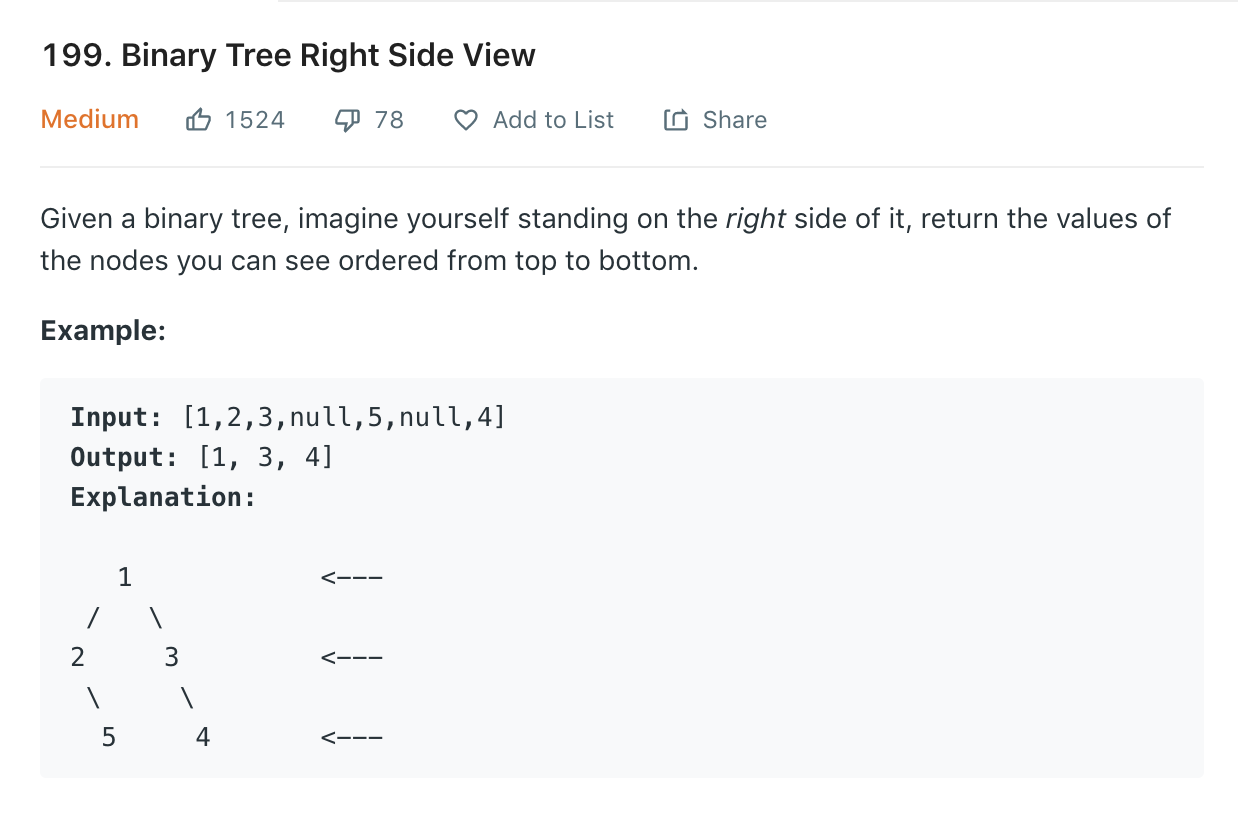 199. Binary Tree Right Side View
Medium 1524 78 Add to List Share
Given a binary tree, imagine yourself standing on the right side of it, return the values of
the nodes you can see ordered from top to bottom.
Example:
Input: [1,2,3,null,5,null,4]
Output: [1, 3, 4]
Explanation:
   1            <---
 /   \
2     3         <---
 \     \
  5     4       <---